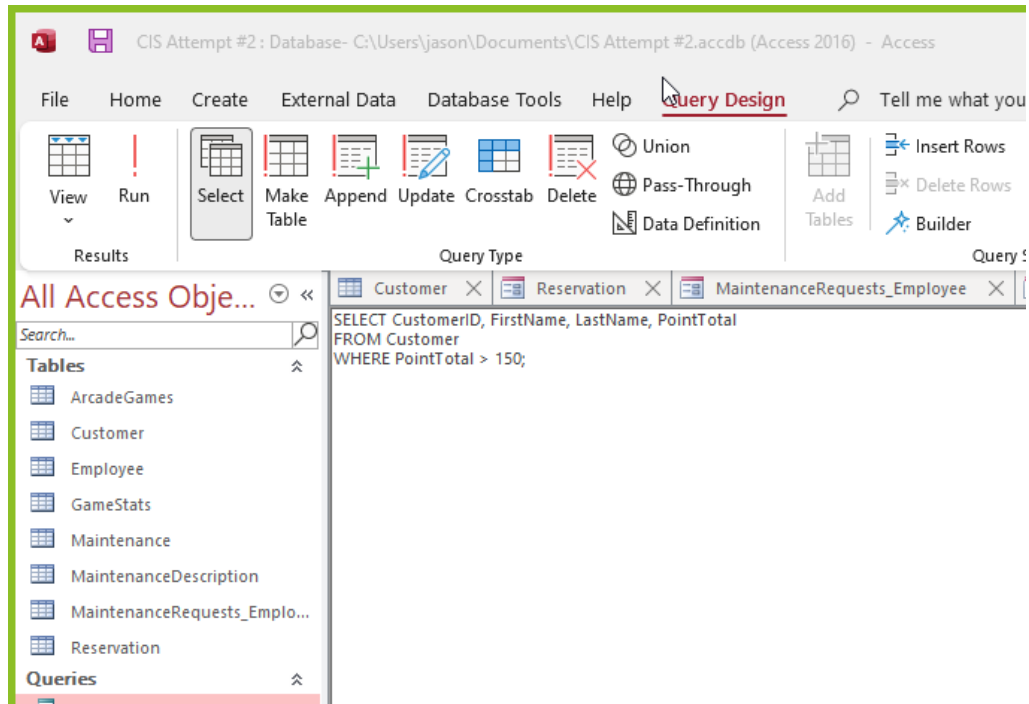 CIS Attempt #2 : Database- C:\Users\jason\Documents\CIS Attempt #2.accdb (Access 2016) - Access
File Home Create External Data Database Tools Help Query Design Tell me what you
View Run Select Make Table Append Update Crosstab Delete Union Pass-Through Data Definition Add Tables Insert Rows Delete Rows Builder
Results Query Type Query S
All Access Obje...
Customer Reservation MaintenanceRequests_Employee
Search...
SELECT CustomerID, FirstName, LastName, PointTotal
FROM Customer
WHERE PointTotal > 150;
Tables
ArcadeGames
Customer
Employee
GameStats
Maintenance
MaintenanceDescription
MaintenanceRequests_Emplo...
Reservation
Queries